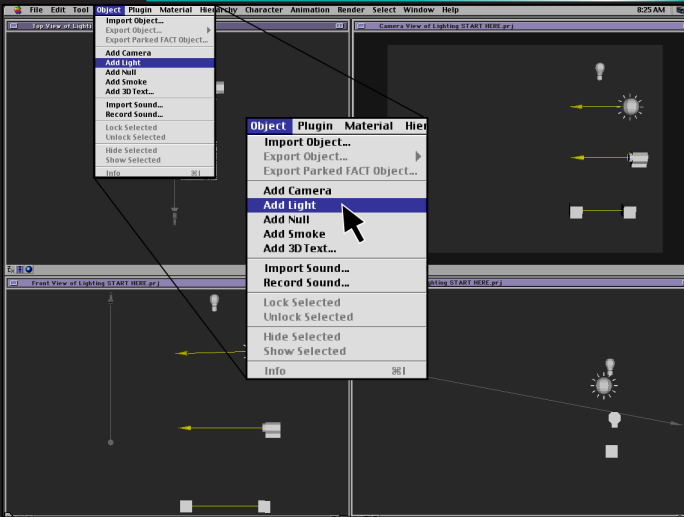 File Edit Tool Object Plugin Material Hierarchy Character Animation Render Select Window Help 8:25 AM
Top View of Lighti
Camera View of Lighting START HERE.prj
Import Object...
Export Object...
Export Parked FACT Object...
Add Camera
Add Light
Add Null
Add Smoke
Add 3D Text...
Import Sound...
Record Sound...
Lock Selected
Unlock Selected
Hide Selected
Show Selected
Info ⌘I
Object Plugin Material Hier
Import Object...
Export Object...
Export Parked FACT Object...
Add Camera
Add Light
Add Null
Add Smoke
Add 3D Text...
Import Sound...
Record Sound...
Lock Selected
Unlock Selected
Hide Selected
Show Selected
Info ⌘I
Front View of Lighting START HERE.prj
ghting START HERE.prj